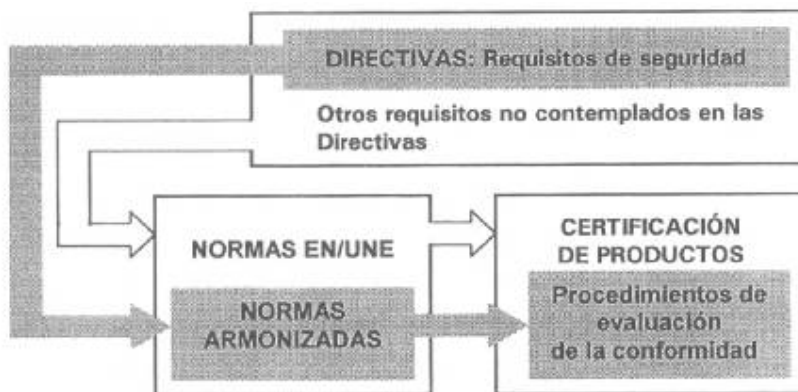 DIRECTIVAS: Requisitos de seguridad
Otros requisitos no contemplados en las
Directivas
NORMAS EN/UNE
NORMAS
ARMONIZADAS
CERTIFICACIÓN
DE PRODUCTOS
Procedimientos de
evaluación
de la conformidad